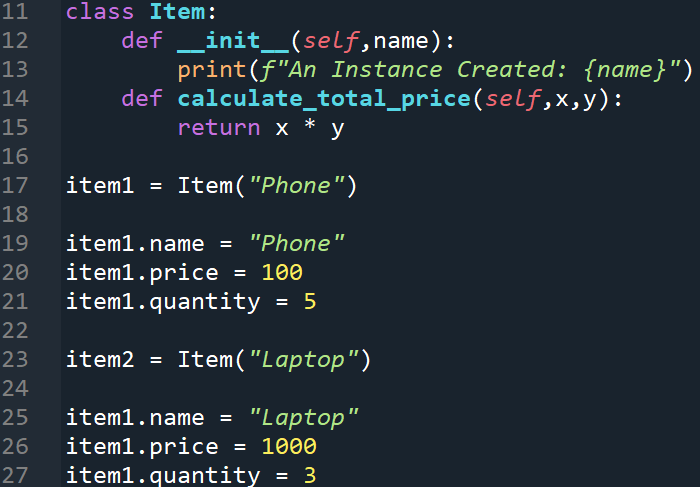 11 class Item:
12     def __init__(self,name):
13         print(f"An Instance Created: {name}")
14     def calculate_total_price(self,x,y):
15         return x * y
16
17 item1 = Item("Phone")
18
19 item1.name = "Phone"
20 item1.price = 100
21 item1.quantity = 5
22
23 item2 = Item("Laptop")
24
25 item1.name = "Laptop"
26 item1.price = 1000
27 item1.quantity = 3